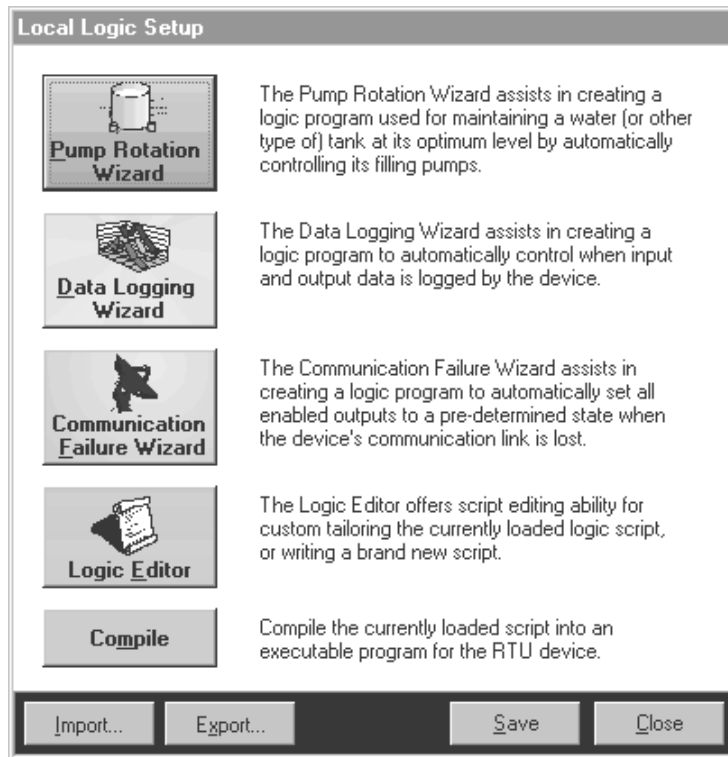 Local Logic Setup
Pump Rotation
Wizard
The Pump Rotation Wizard assists in creating a
logic program used for maintaining a water (or other
type of) tank at its optimum level by automatically
controlling its filling pumps.
Data Logging
Wizard
The Data Logging Wizard assists in creating a
logic program to automatically control when input
and output data is logged by the device.
Communication
Failure Wizard
The Communication Failure Wizard assists in
creating a logic program to automatically set all
enabled outputs to a pre-determined state when
the device's communication link is lost.
Logic Editor
The Logic Editor offers script editing ability for
custom tailoring the currently loaded logic script,
or writing a brand new script.
Compile
Compile the currently loaded script into an
executable program for the RTU device.
Import... Export... Save Close